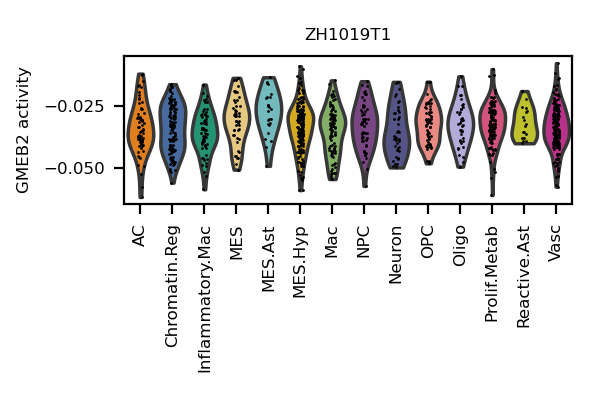 ZH1019T1
GMEB2 activity
−0.025
−0.050
AC
Chromatin.Reg
Inflammatory.Mac
MES
MES.Ast
MES.Hyp
Mac
NPC
Neuron
OPC
Oligo
Prolif.Metab
Reactive.Ast
Vasc